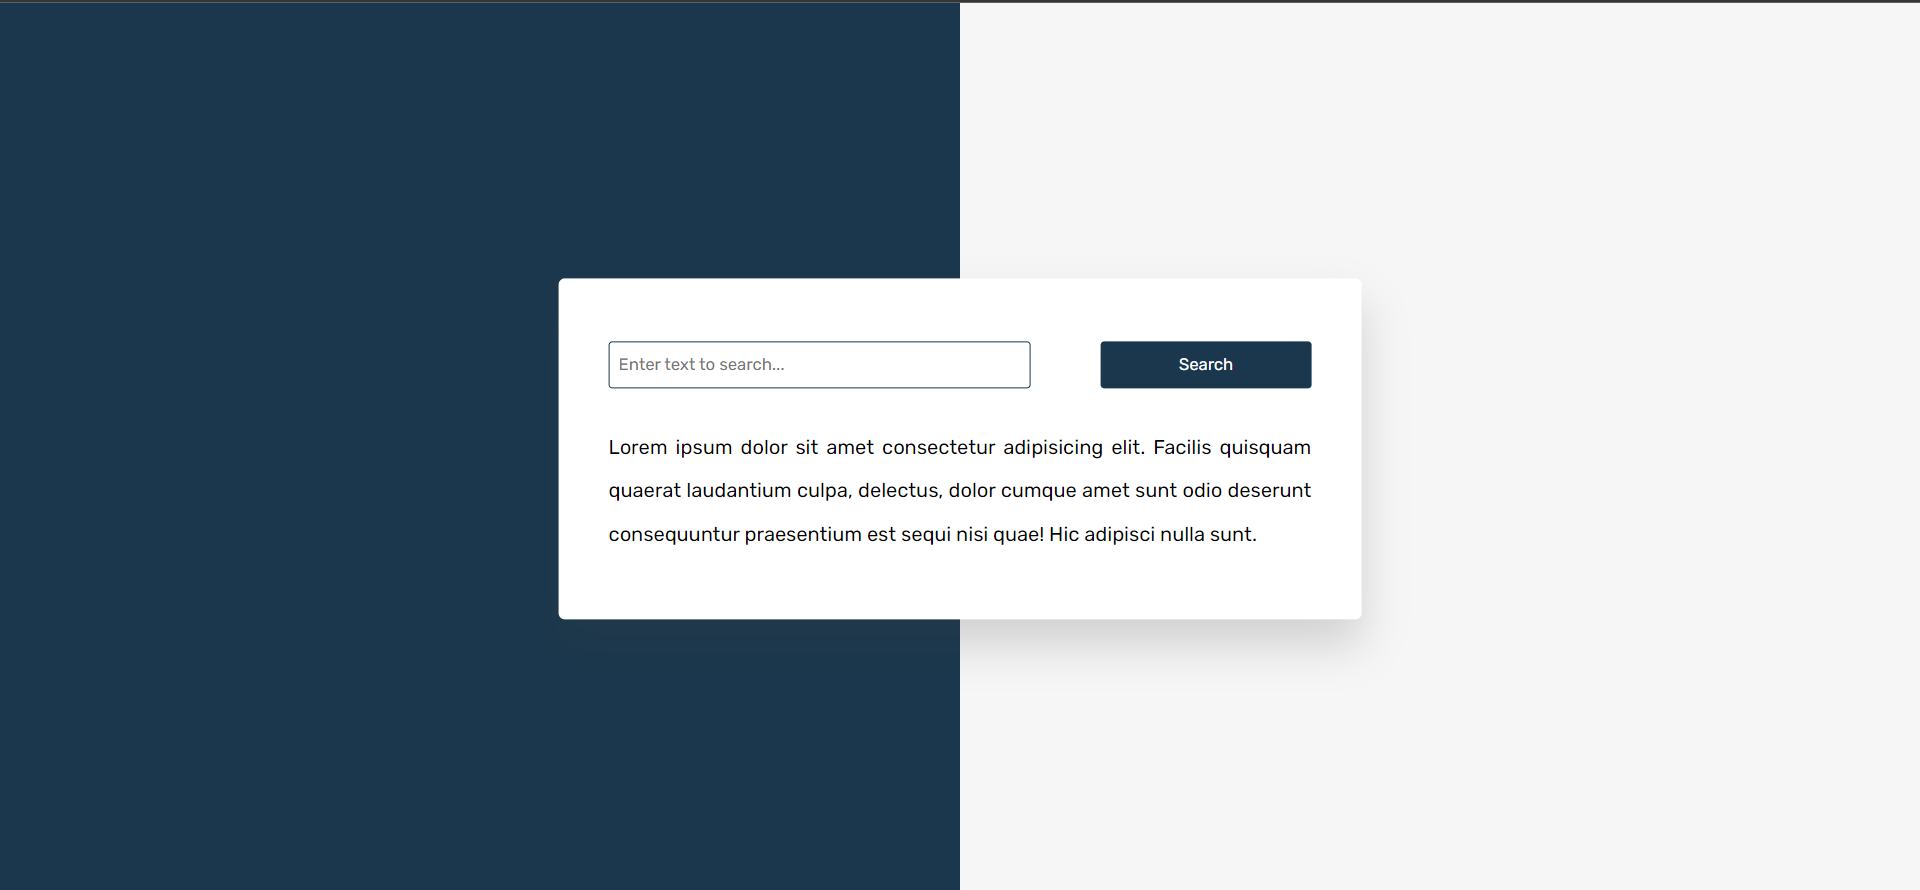 Enter text to search...
Search
Lorem ipsum dolor sit amet consectetur adipisicing elit. Facilis quisquam
quaerat laudantium culpa, delectus, dolor cumque amet sunt odio deserunt
consequuntur praesentium est sequi nisi quae! Hic adipisci nulla sunt.